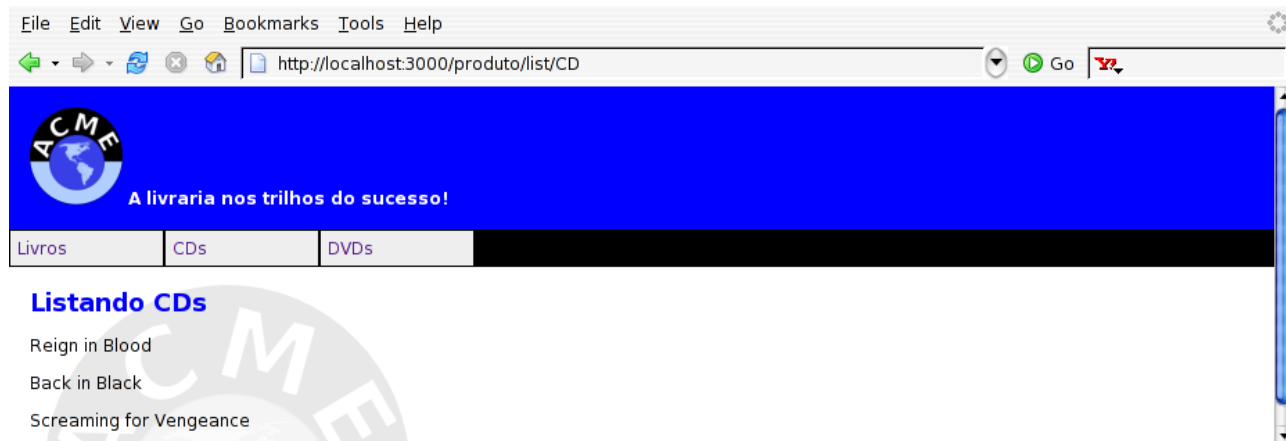 File Edit View Go Bookmarks Tools Help
http://localhost:3000/produto/list/CD Go Y!
ACME
A livraria nos trilhos do sucesso!
Livros CDs DVDs
Listando CDs
Reign in Blood
Back in Black
Screaming for Vengeance
ACME